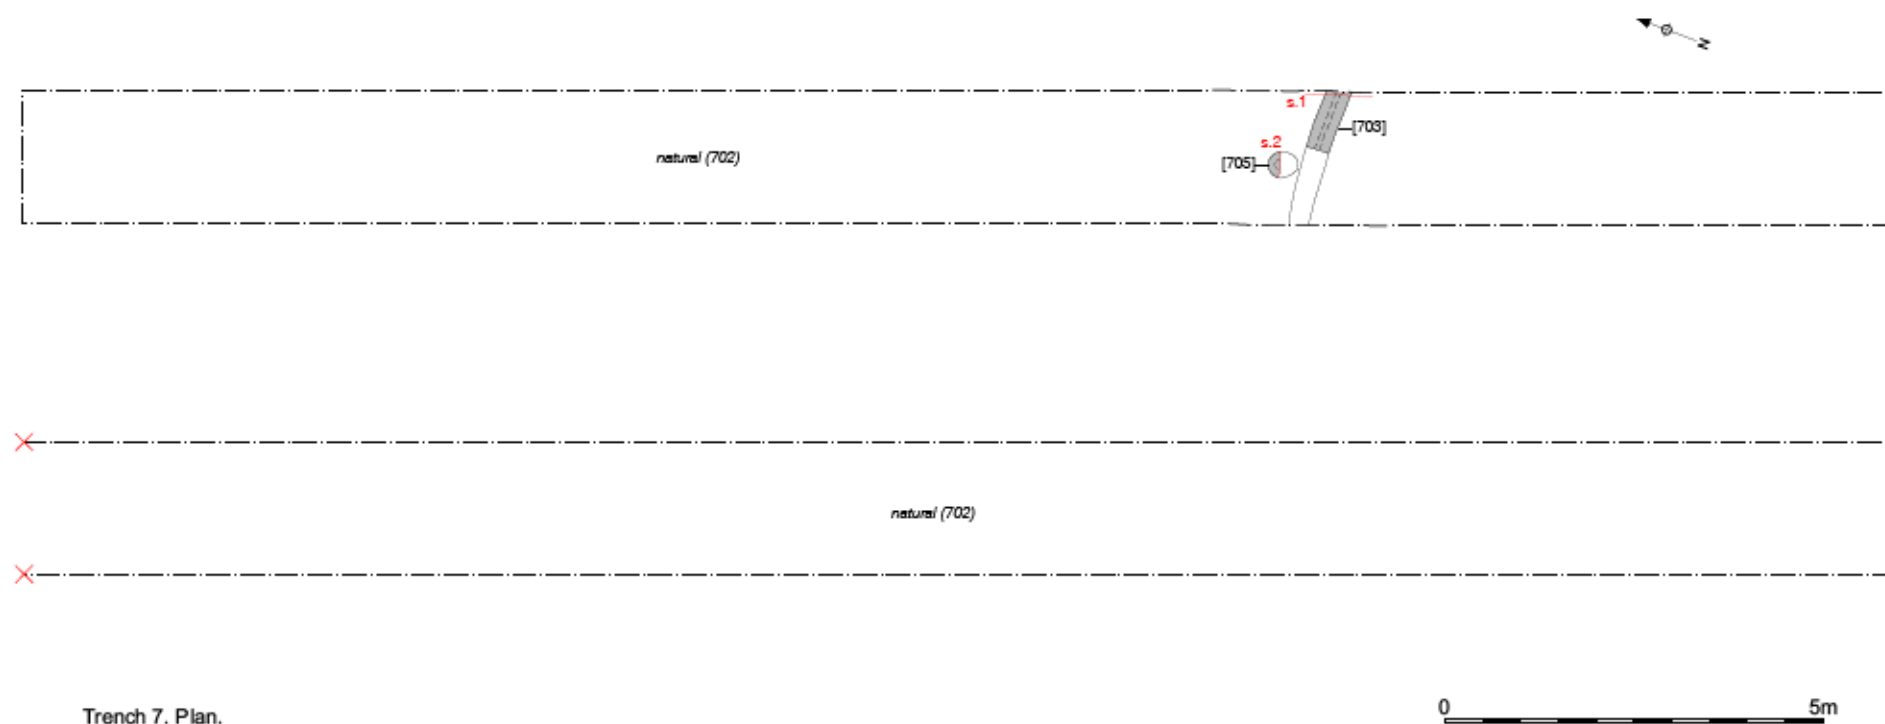 N
s.1
[703]
s.2
natural (702)
[705]
natural (702)
0 5m
Trench 7. Plan.